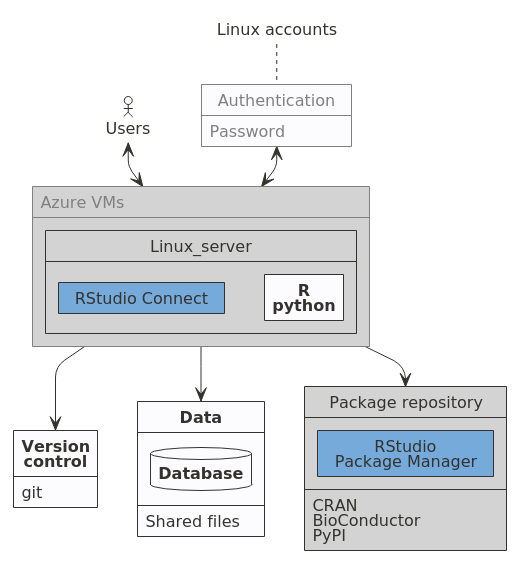 Linux accounts
Authentication
Password
Users
Azure VMs
Linux_server
RStudio Connect
R
python
Version
control
git
Data
Database
Shared files
Package repository
RStudio
Package Manager
CRAN
BioConductor
PyPI